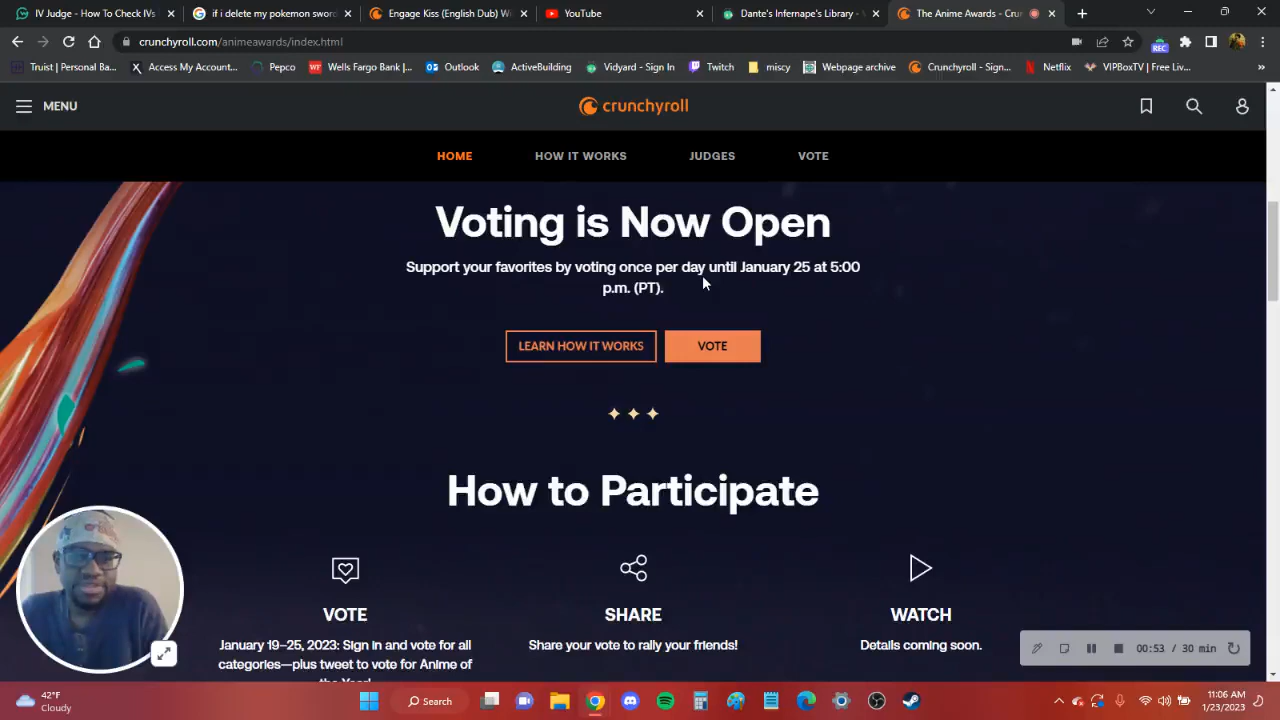 IV Judge - How To Check IVs
if i delete my pokemon sword
Engage Kiss (English Dub) Wi
YouTube
Dante's Infernape's Library -
The Anime Awards - Cru
crunchyroll.com/animeawards/index.html
REC
Truist | Personal Ba...
Access My Account...
Pepco
Wells Fargo Bank |...
Outlook
ActiveBuilding
Vidyard - Sign In
Twitch
miscy
Webpage archive
Crunchyroll - Sign...
Netflix
VIPBoxTV | Free Liv...
MENU
crunchyroll
HOME
HOW IT WORKS
JUDGES
VOTE
Voting is Now Open
Support your favorites by voting once per day until January 25 at 5:00
p.m. (PT).
LEARN HOW IT WORKS
VOTE
How to Participate
VOTE
January 19–25, 2023: Sign in and vote for all
categories—plus tweet to vote for Anime of
the Year!
SHARE
Share your vote to rally your friends!
WATCH
Details coming soon.
00:53 / 30 min
42°F
Cloudy
Search
11:06 AM
1/23/2023